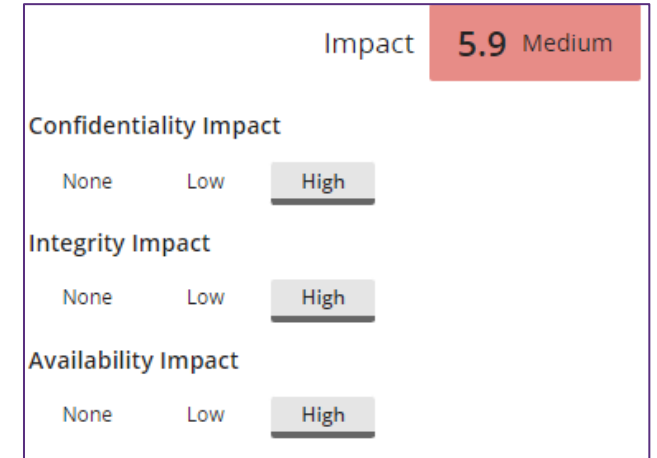 Impact 5.9 Medium
Confidentiality Impact
None Low High
Integrity Impact
None Low High
Availability Impact
None Low High